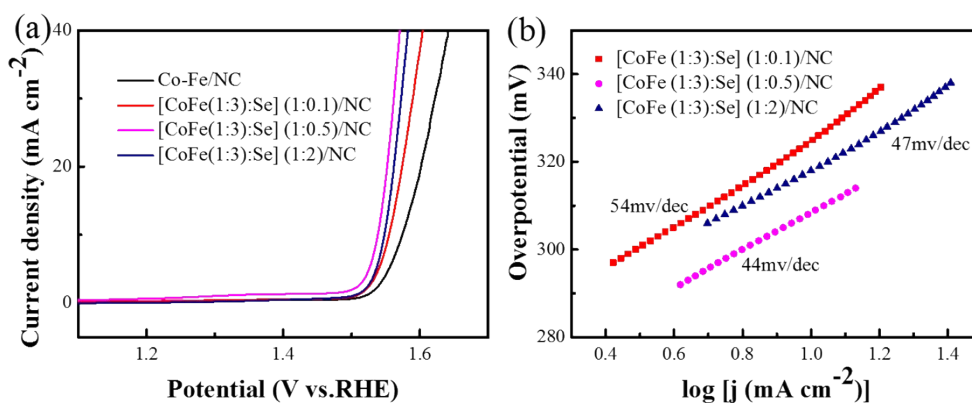 (a)
40
20
0
Current density (mA cm-2)
Co-Fe/NC
[CoFe(1:3):Se] (1:0.1)/NC
[CoFe(1:3):Se] (1:0.5)/NC
[CoFe(1:3):Se] (1:2)/NC
1.2
1.4
1.6
Potential (V vs.RHE)
(b)
340
320
300
280
Overpotential (mV)
[CoFe (1:3):Se] (1:0.1)/NC
[CoFe (1:3):Se] (1:0.5)/NC
[CoFe (1:3):Se] (1:2)/NC
47mv/dec
54mv/dec
44mv/dec
0.4
0.6
0.8
1.0
1.2
1.4
log [j (mA cm-2)]